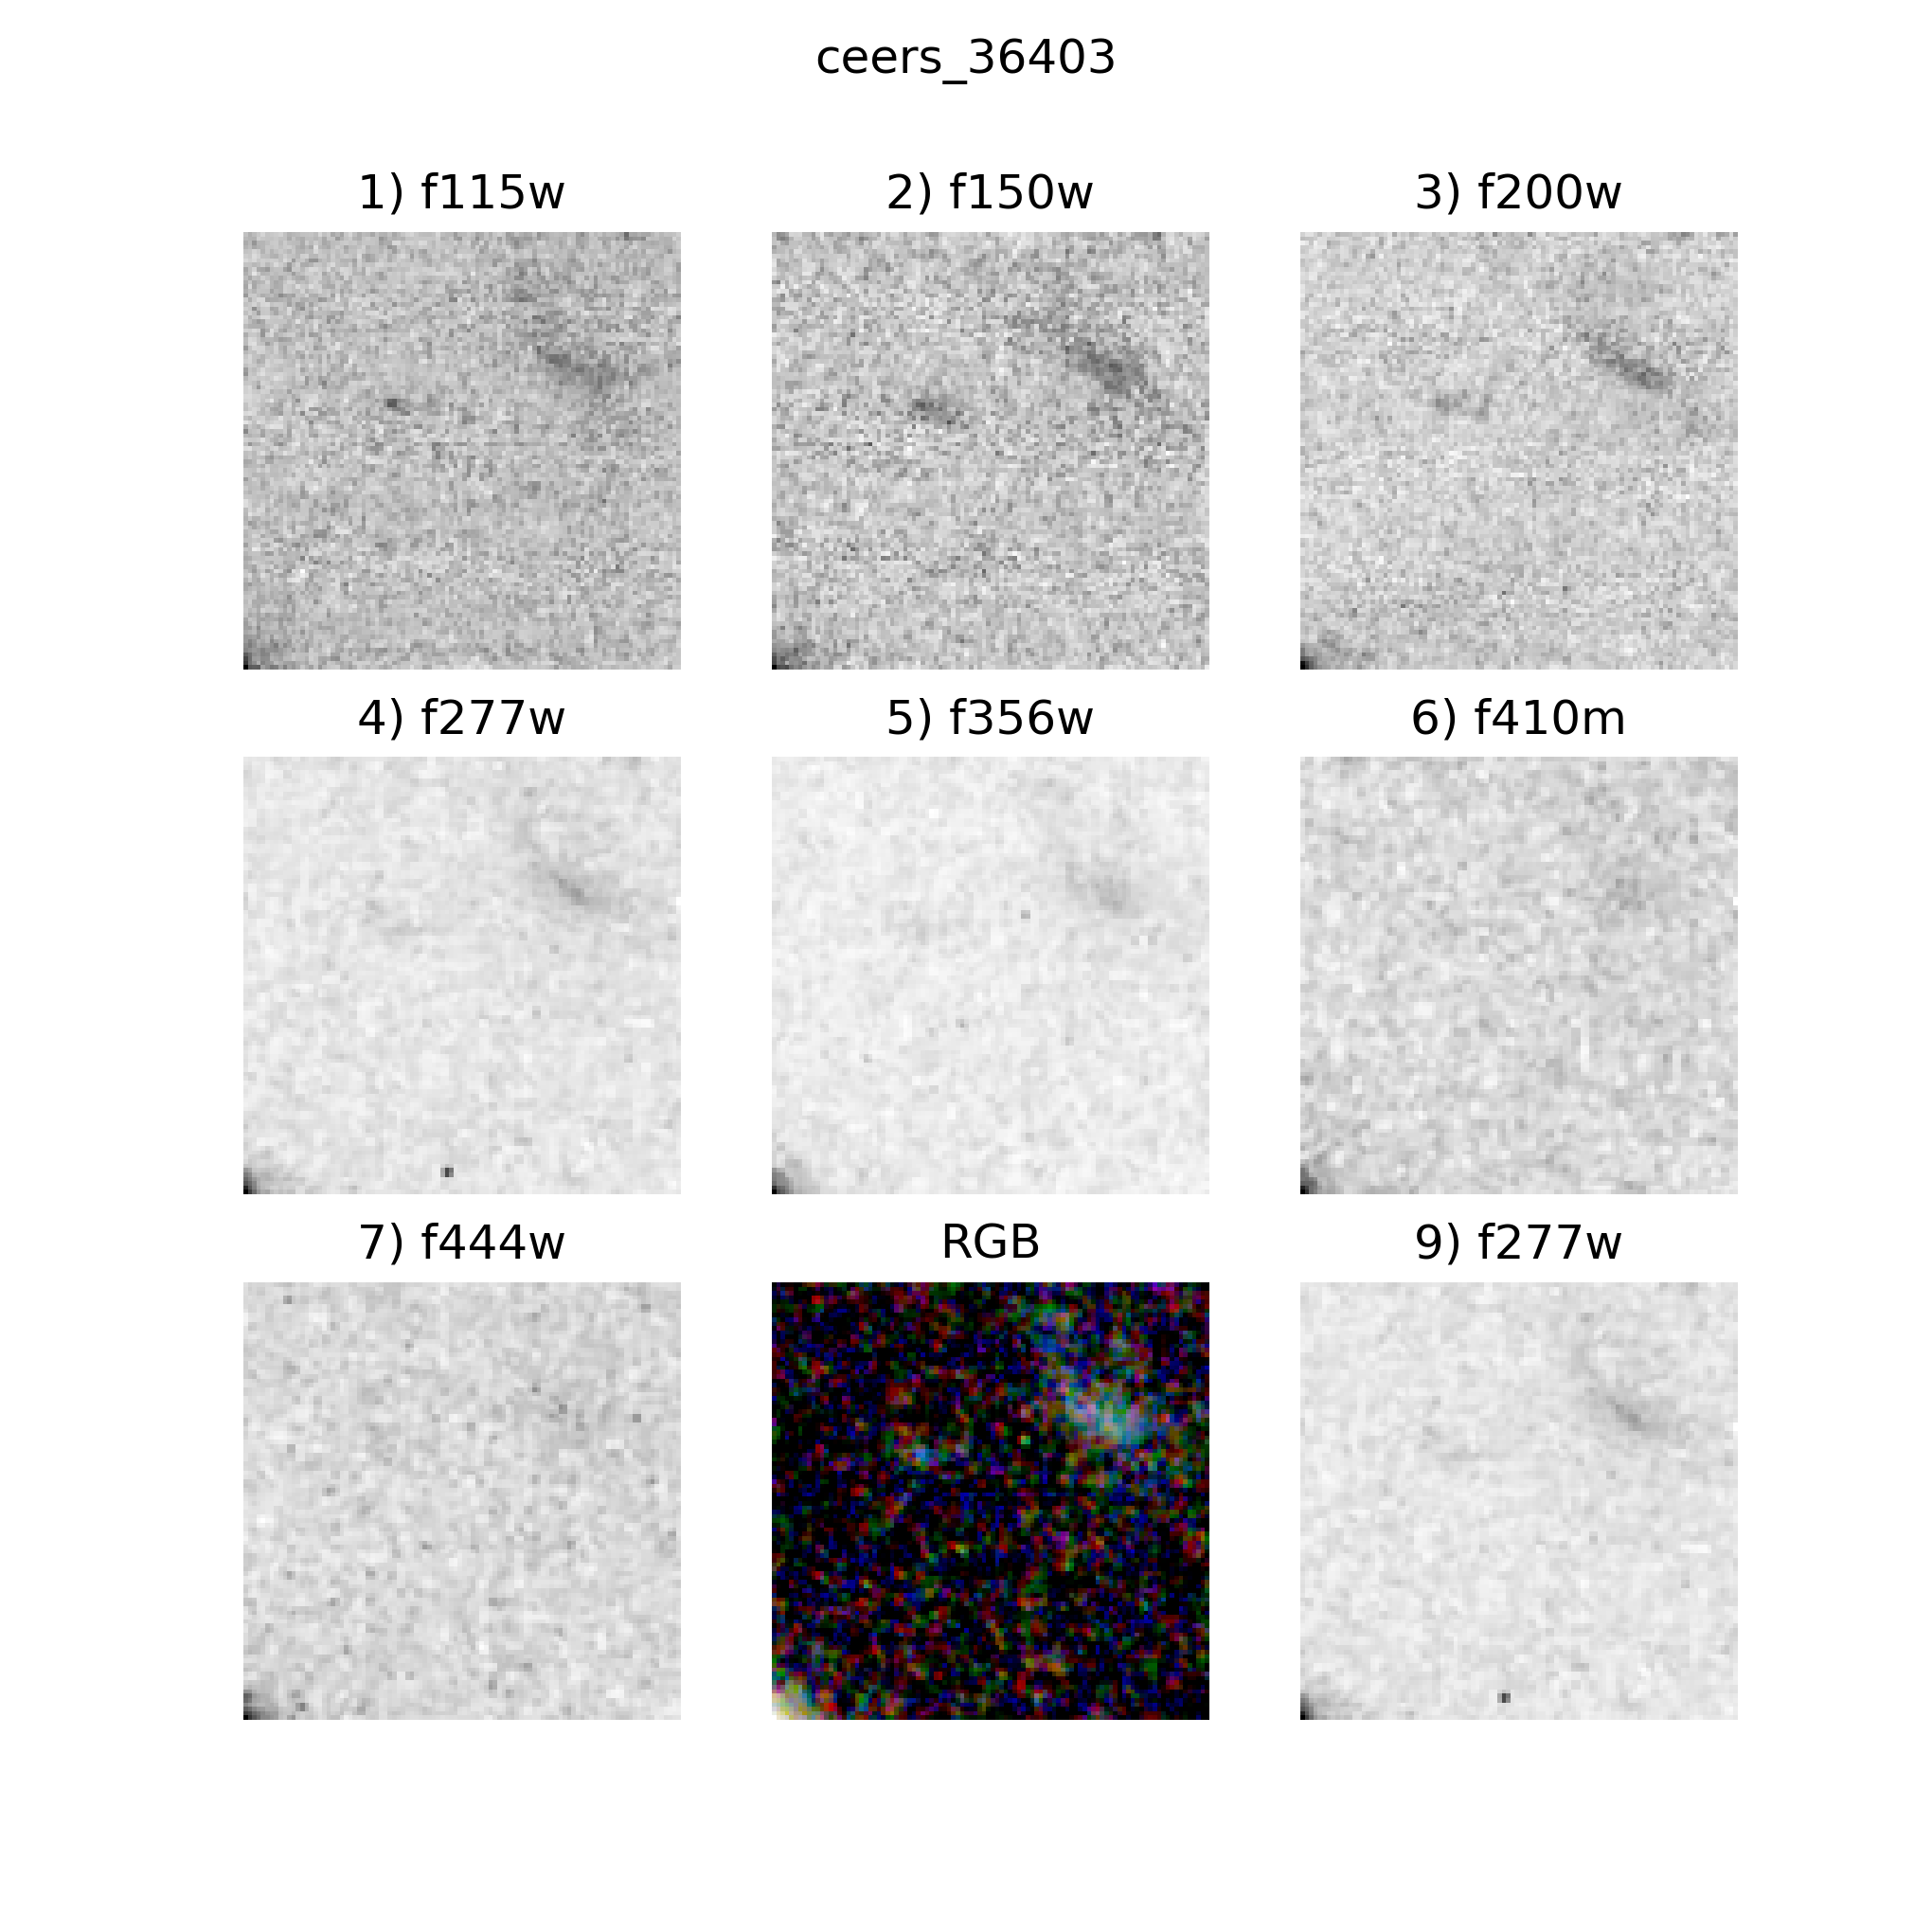 ceers_36403
1) f115w
2) f150w
3) f200w
4) f277w
5) f356w
6) f410m
7) f444w
RGB
9) f277w